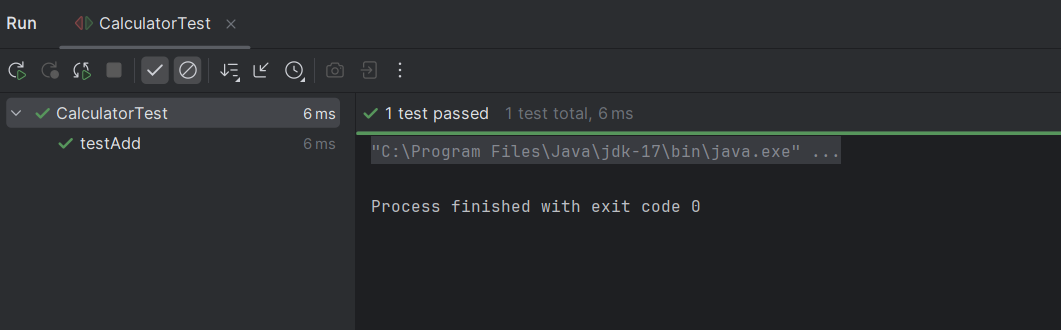 Run CalculatorTest
CalculatorTest 6 ms
testAdd 6 ms
1 test passed 1 test total, 6 ms
"C:\Program Files\Java\jdk-17\bin\java.exe" ...
Process finished with exit code 0